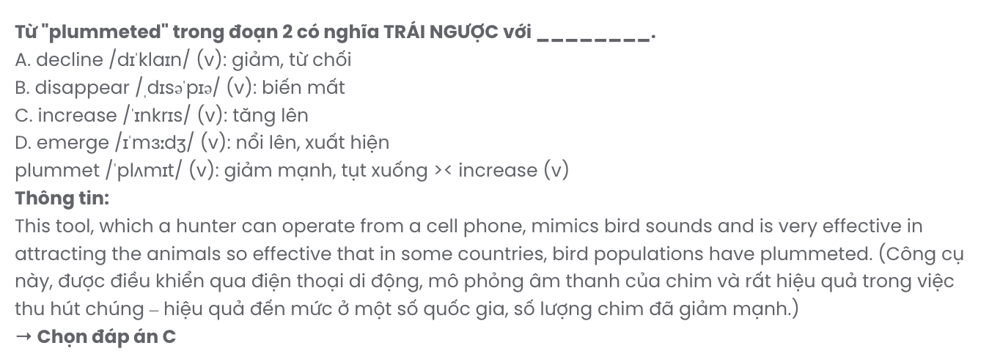 Từ "plummeted" trong đoạn 2 có nghĩa TRÁI NGƯỢC với ________.
A. decline /dɪˈklaɪn/ (v): giảm, từ chối
B. disappear /ˌdɪsəˈpɪə/ (v): biến mất
C. increase /ˈɪnkrɪs/ (v): tăng lên
D. emerge /ɪˈmɜːdʒ/ (v): nổi lên, xuất hiện
plummet /ˈplʌmɪt/ (v): giảm mạnh, tụt xuống >< increase (v)
Thông tin:
This tool, which a hunter can operate from a cell phone, mimics bird sounds and is very effective in
attracting the animals so effective that in some countries, bird populations have plummeted. (Công cụ
này, được điều khiển qua điện thoại di động, mô phỏng âm thanh của chim và rất hiệu quả trong việc
thu hút chúng – hiệu quả đến mức ở một số quốc gia, số lượng chim đã giảm mạnh.)
→ Chọn đáp án C